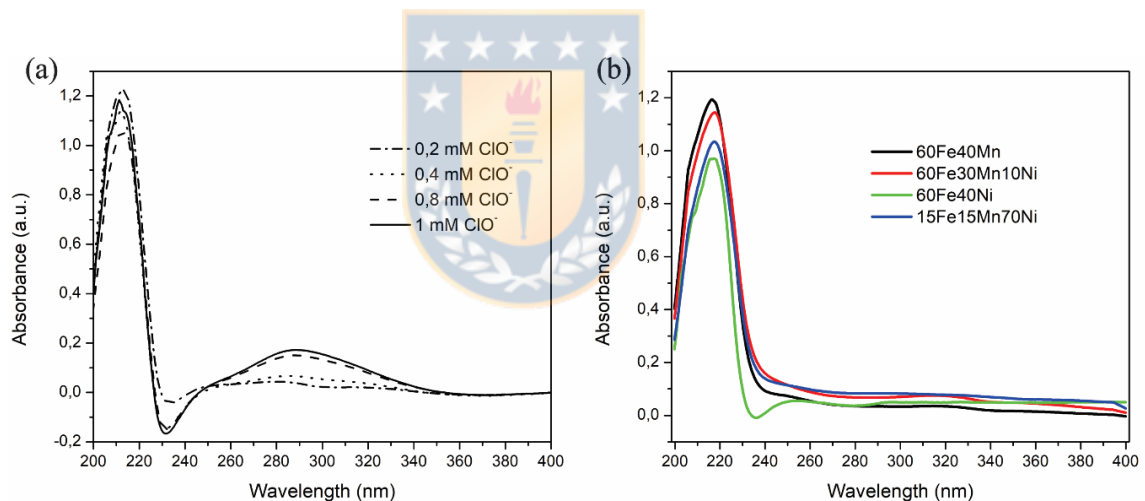 (a)
1,2
1,0
0,8
0,6
0,4
0,2
0,0
-0,2
Absorbance (a.u.)
200 220 240 260 280 300 320 340 360 380 400
Wavelength (nm)
0,2 mM ClO⁻
0,4 mM ClO⁻
0,8 mM ClO⁻
1 mM ClO⁻
(b)
1,2
1,0
0,8
0,6
0,4
0,2
0,0
Absorbance (a.u.)
200 220 240 260 280 300 320 340 360 380 400
Wavelength (nm)
60Fe40Mn
60Fe30Mn10Ni
60Fe40Ni
15Fe15Mn70Ni